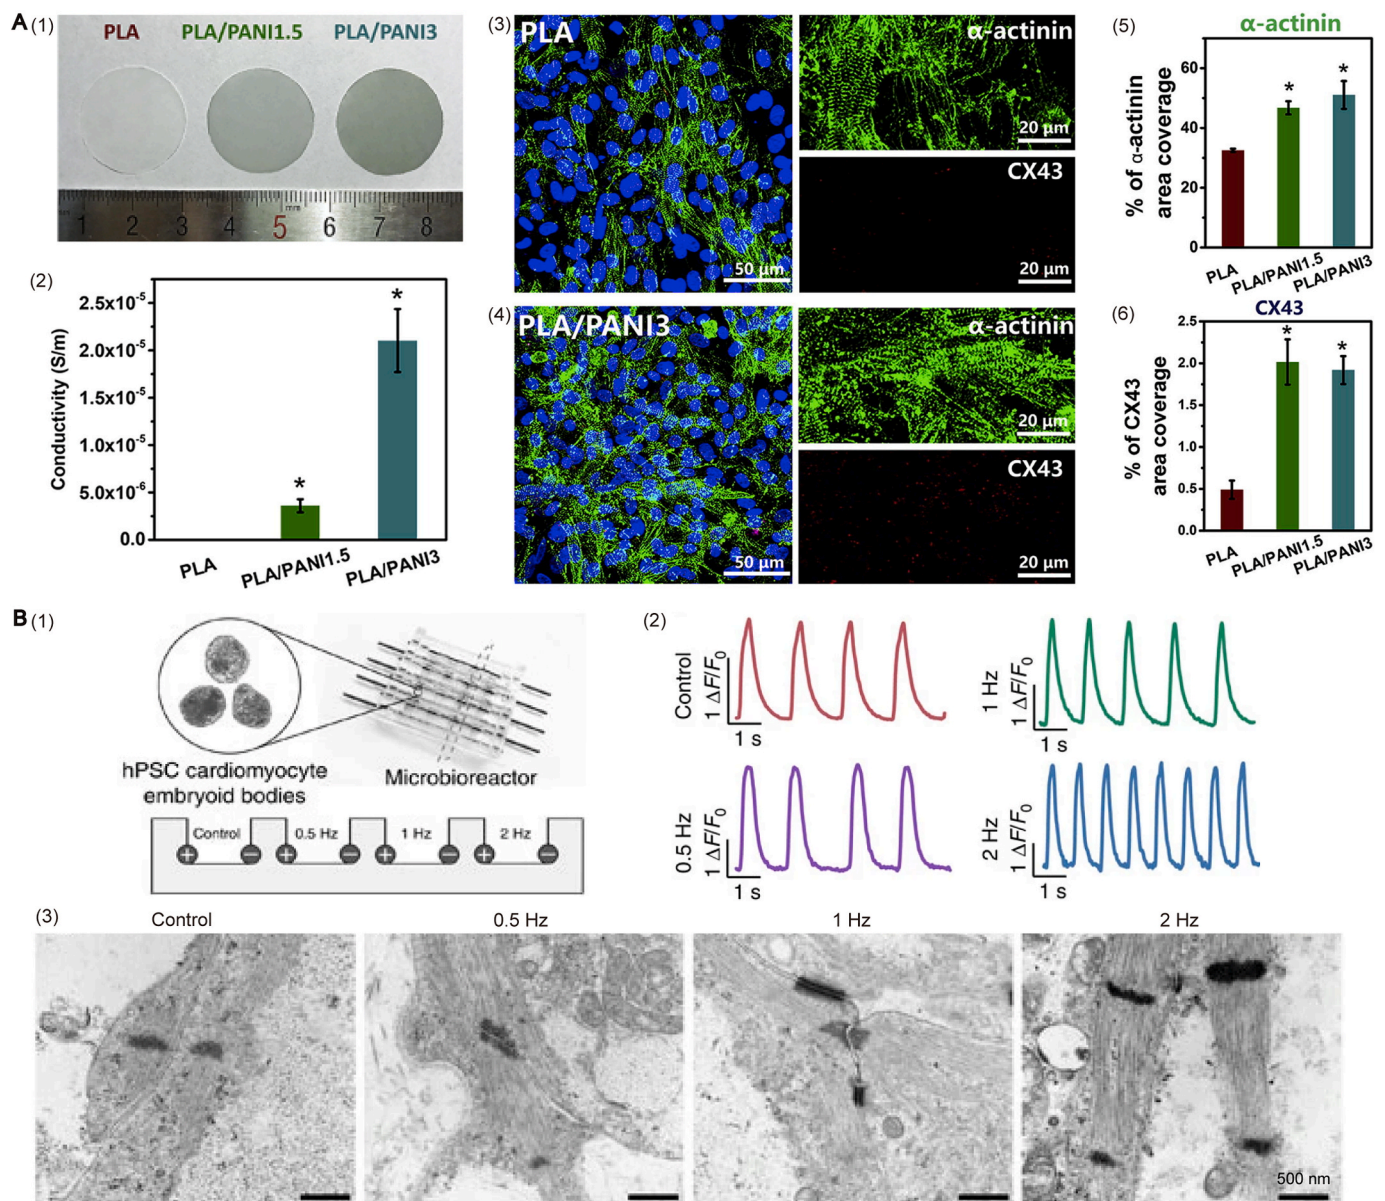 A (1)
PLA PLA/PANI1.5 PLA/PANI3
mm
1 2 3 4 5 6 7 8
(2)
Conductivity (S/m)
2.5x10⁻⁵
2.0x10⁻⁵
1.5x10⁻⁵
1.0x10⁻⁵
5.0x10⁻⁶
0.0
*
*
PLA PLA/PANI1.5 PLA/PANI3
(3)
PLA
50 µm
α-actinin
20 µm
CX43
20 µm
(4)
PLA/PANI3
50 µm
α-actinin
20 µm
CX43
20 µm
(5)
α-actinin
% of α-actinin
area coverage
60
40
20
0
*
*
PLA PLA/PANI1.5 PLA/PANI3
(6)
CX43
% of CX43
area coverage
2.5
2.0
1.5
1.0
0.5
0.0
*
*
PLA PLA/PANI1.5 PLA/PANI3
B (1)
hPSC cardiomyocyte
embryoid bodies
Microbioreactor
Control 0.5 Hz 1 Hz 2 Hz
+ − + − + − + −
(2)
Control
1 ΔF/F₀
1 s
1 Hz
1 ΔF/F₀
1 s
0.5 Hz
1 ΔF/F₀
1 s
2 Hz
1 ΔF/F₀
1 s
(3)
Control 0.5 Hz 1 Hz 2 Hz
500 nm